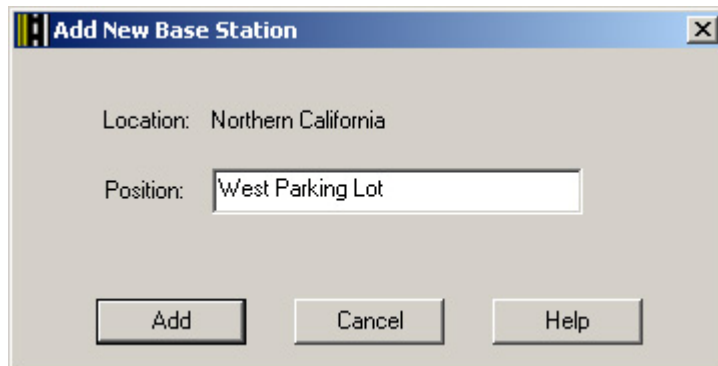 Add New Base Station
Location: Northern California
Position: West Parking Lot
Add Cancel Help